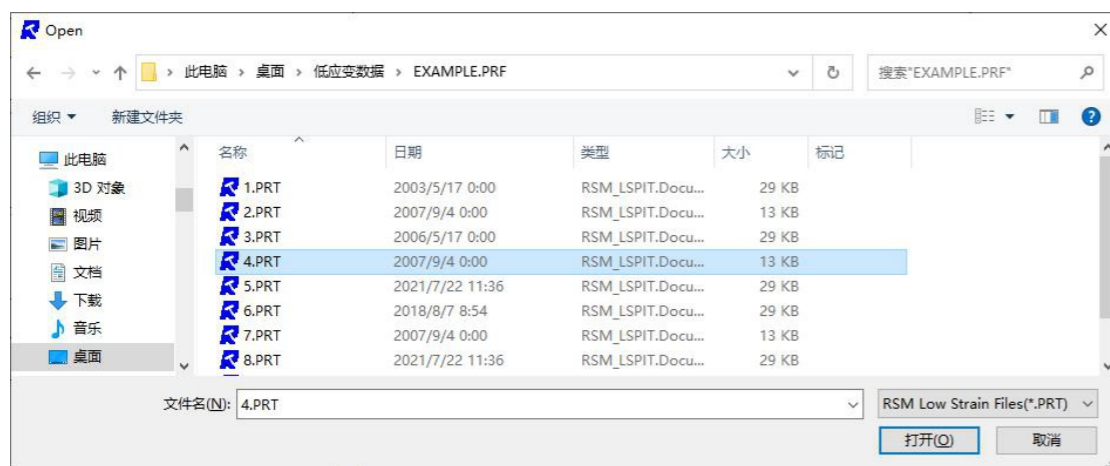 Open
此电脑 > 桌面 > 低应变数据 > EXAMPLE.PRF
搜索"EXAMPLE.PRF"
组织 新建文件夹
名称 日期 类型 大小 标记
此电脑
3D 对象
视频
图片
文档
下载
音乐
桌面
1.PRT 2003/5/17 0:00 RSM_LSPIT.Docu... 29 KB
2.PRT 2007/9/4 0:00 RSM_LSPIT.Docu... 13 KB
3.PRT 2006/5/17 0:00 RSM_LSPIT.Docu... 29 KB
4.PRT 2007/9/4 0:00 RSM_LSPIT.Docu... 13 KB
5.PRT 2021/7/22 11:36 RSM_LSPIT.Docu... 29 KB
6.PRT 2018/8/7 8:54 RSM_LSPIT.Docu... 29 KB
7.PRT 2007/9/4 0:00 RSM_LSPIT.Docu... 13 KB
8.PRT 2021/7/22 11:36 RSM_LSPIT.Docu... 29 KB
文件名(N): 4.PRT RSM Low Strain Files(*.PRT)
打开(O) 取消